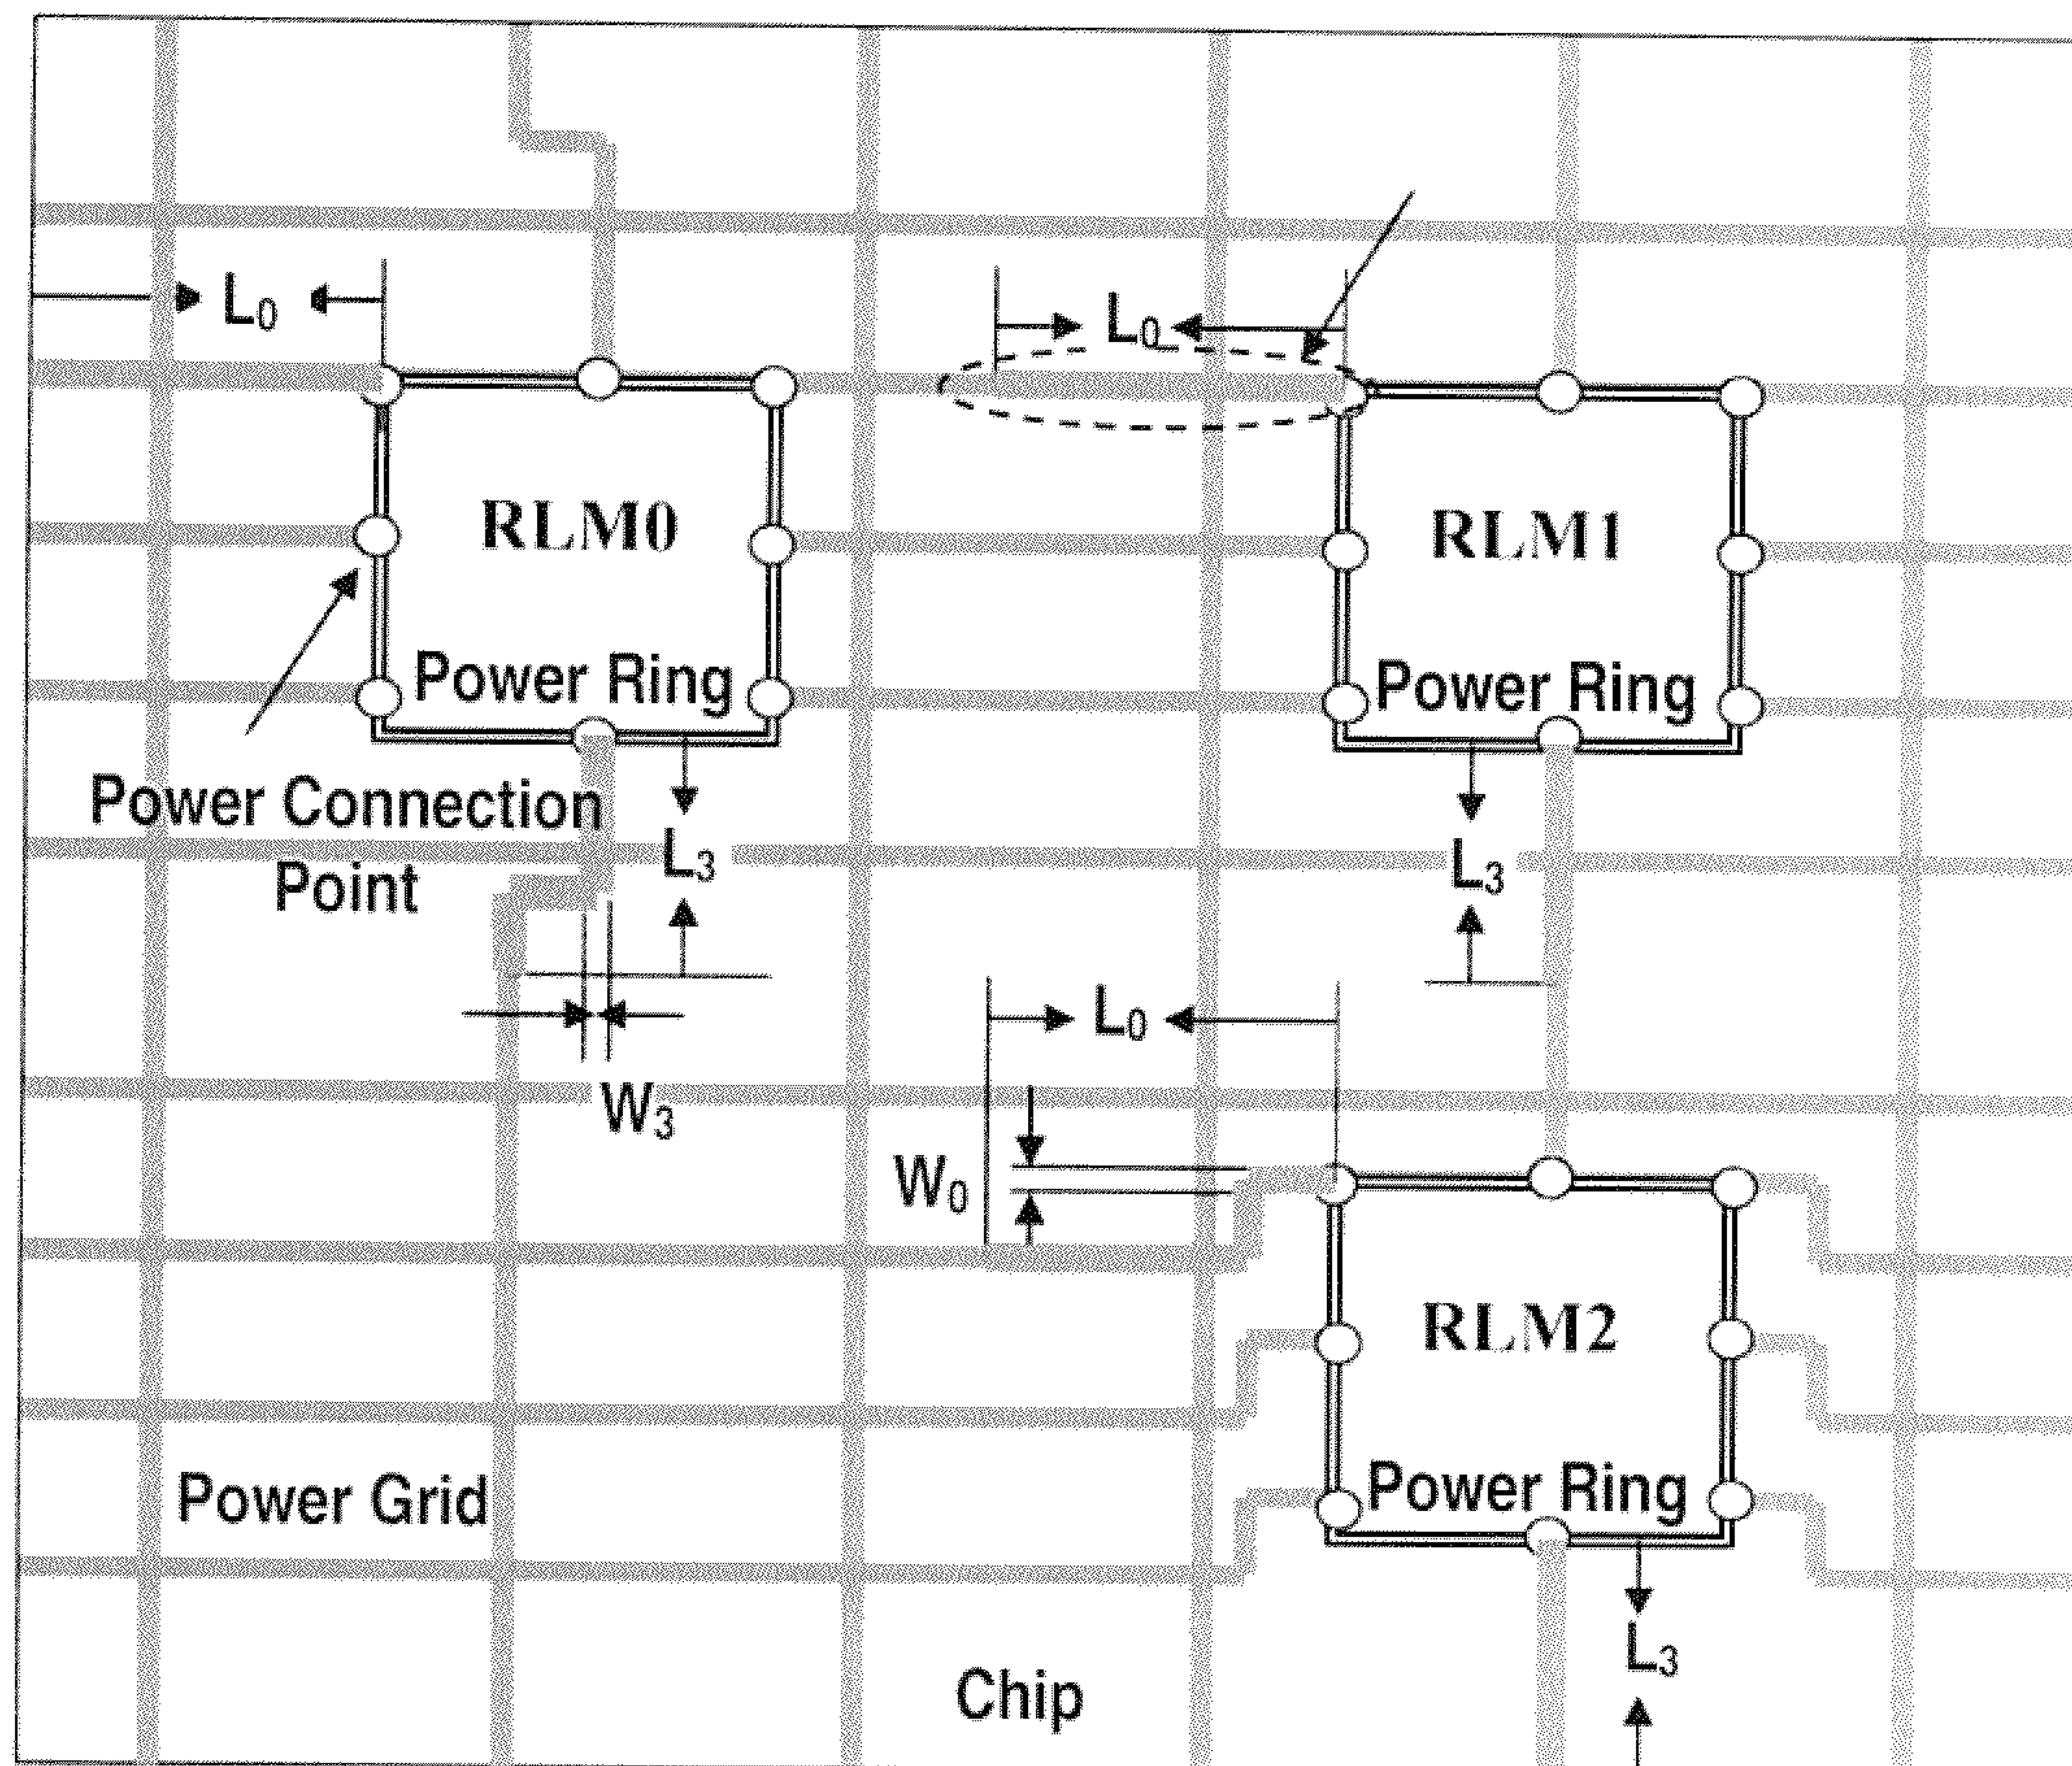 L0
L0
RLM0
RLM1
Power Ring
Power Ring
Power Connection
Point
L3
L3
L0
W3
W0
RLM2
Power Grid
Power Ring
L3
Chip